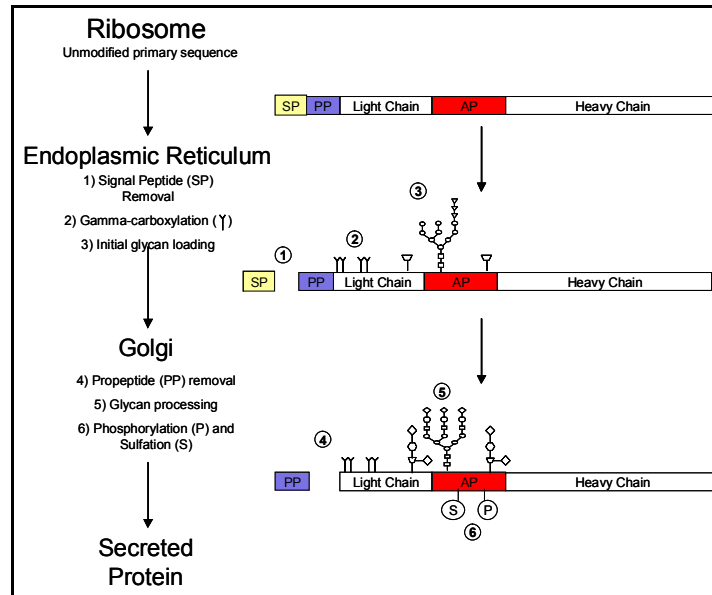 Ribosome
Unmodified primary sequence
SP PP Light Chain AP Heavy Chain
Endoplasmic Reticulum
1) Signal Peptide (SP)
Removal
2) Gamma-carboxylation ( )
3) Initial glycan loading
3
2
1
SP PP Light Chain AP Heavy Chain
Golgi
4) Propeptide (PP) removal
5) Glycan processing
6) Phosphorylation (P) and
Sulfation (S)
5
4
PP Light Chain AP Heavy Chain
S P
6
Secreted
Protein